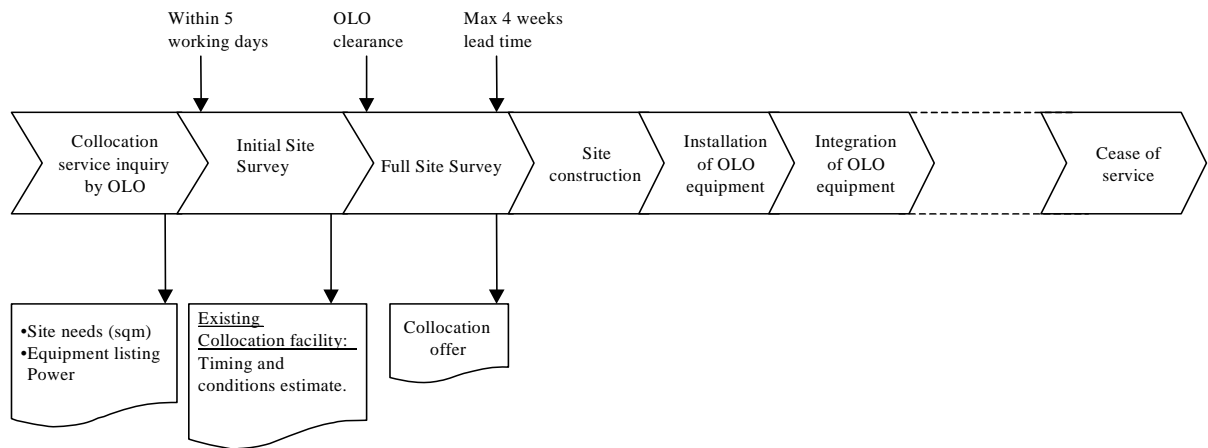 Within 5
working days
OLO
clearance
Max 4 weeks
lead time
Collocation
service inquiry
by OLO
Initial Site
Survey
Full Site Survey
Site
construction
Installation
of OLO
equipment
Integration
of OLO
equipment
Cease of
service
•Site needs (sqm)
•Equipment listing
Power
Existing
Collocation facility:
Timing and
conditions estimate.
Collocation
offer